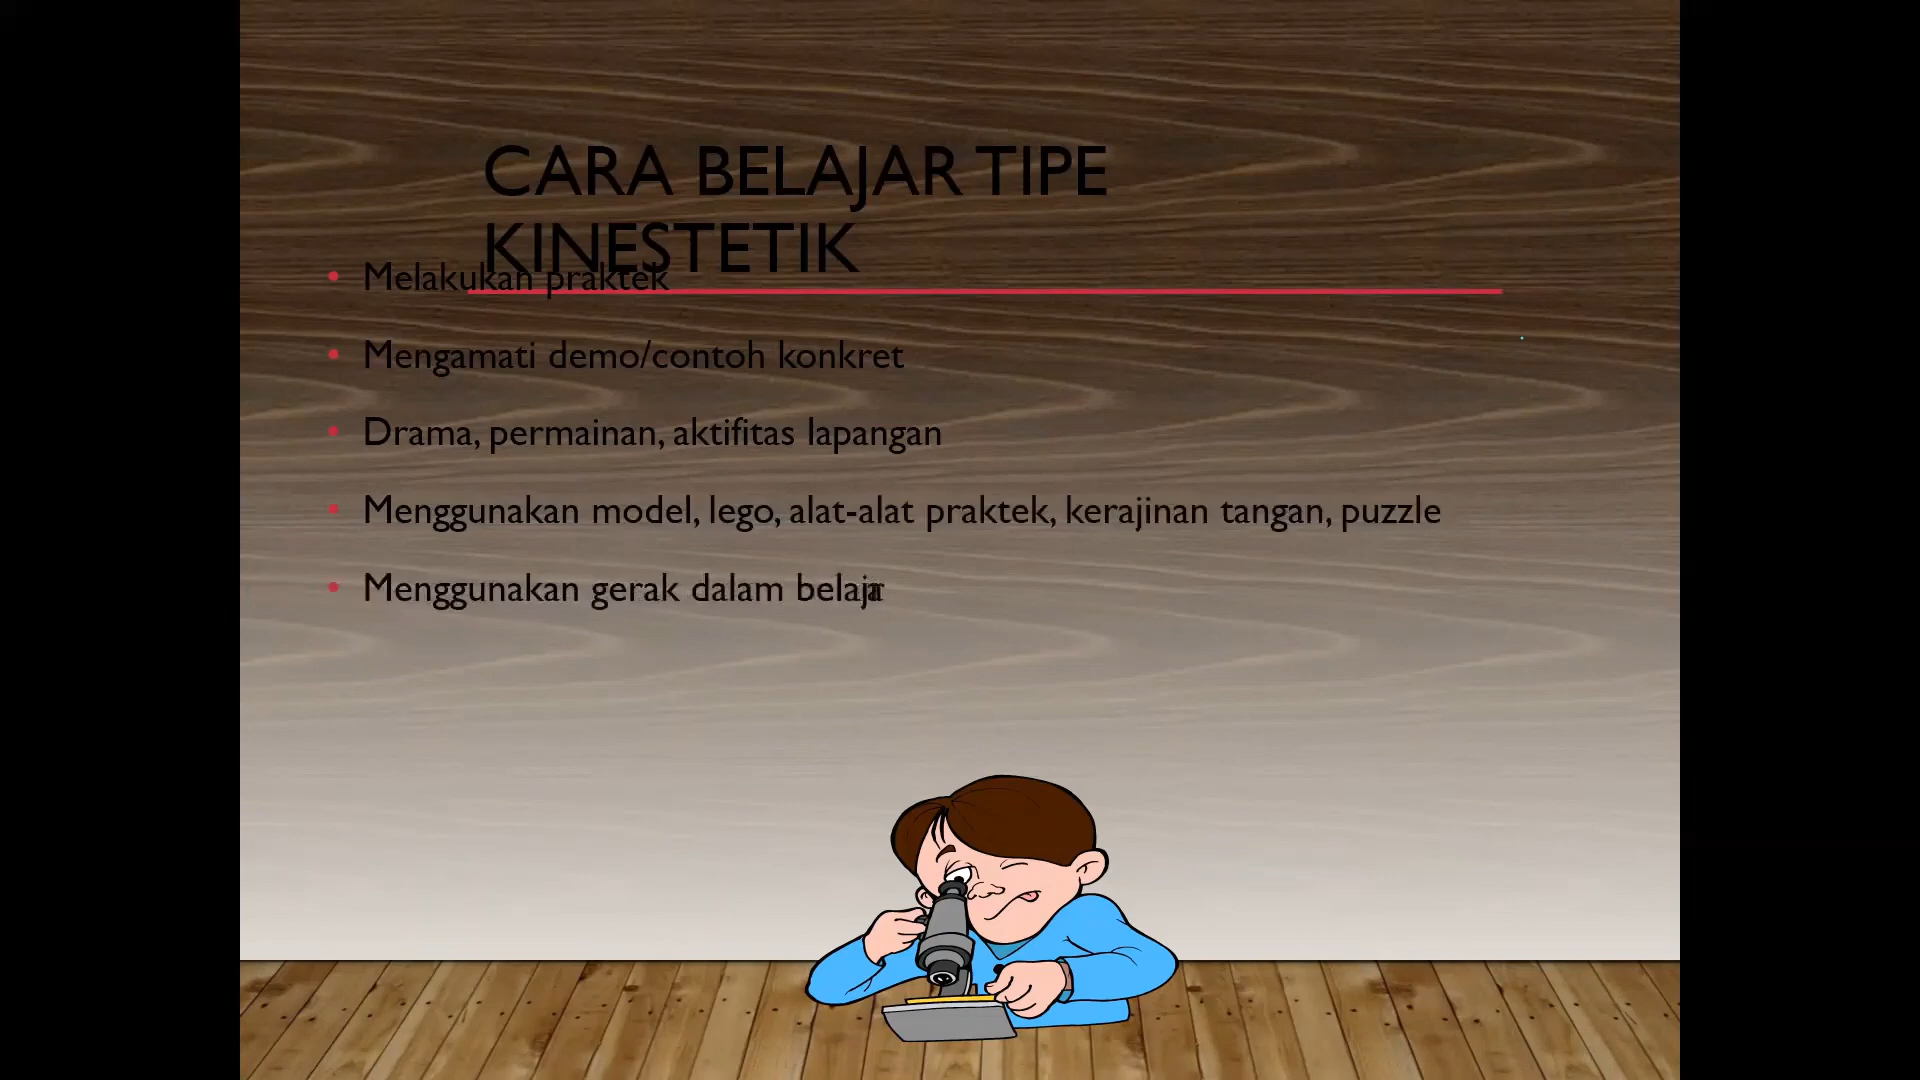 CARA BELAJAR TIPE
KINESTETIK
• Melakukan praktek
• Mengamati demo/contoh konkret
• Drama, permainan, aktifitas lapangan
• Menggunakan model, lego, alat-alat praktek, kerajinan tangan, puzzle
• Menggunakan gerak dalam belajar